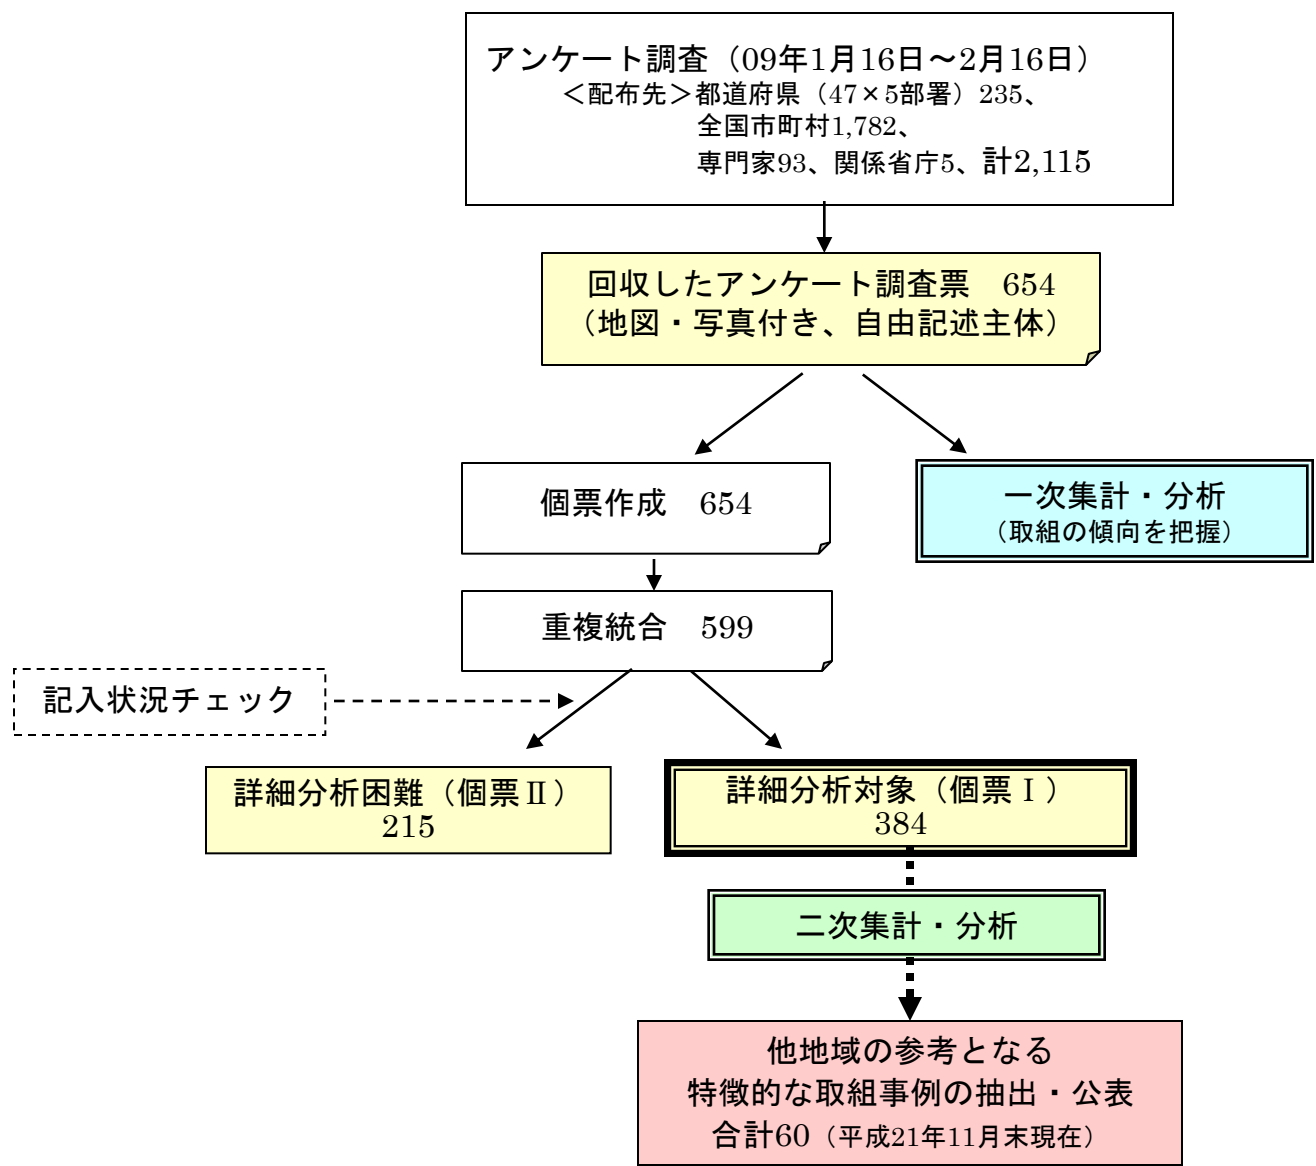 アンケート調査（09年1月16日～2月16日）
＜配布先＞都道府県（47×5部署）235、
全国市町村1,782、
専門家93、関係省庁5、計2,115
回収したアンケート調査票　654
（地図・写真付き、自由記述主体）
個票作成　654
一次集計・分析
（取組の傾向を把握）
重複統合　599
記入状況チェック
詳細分析困難（個票Ⅱ）
215
詳細分析対象（個票Ⅰ）
384
二次集計・分析
他地域の参考となる
特徴的な取組事例の抽出・公表
合計60（平成21年11月末現在）